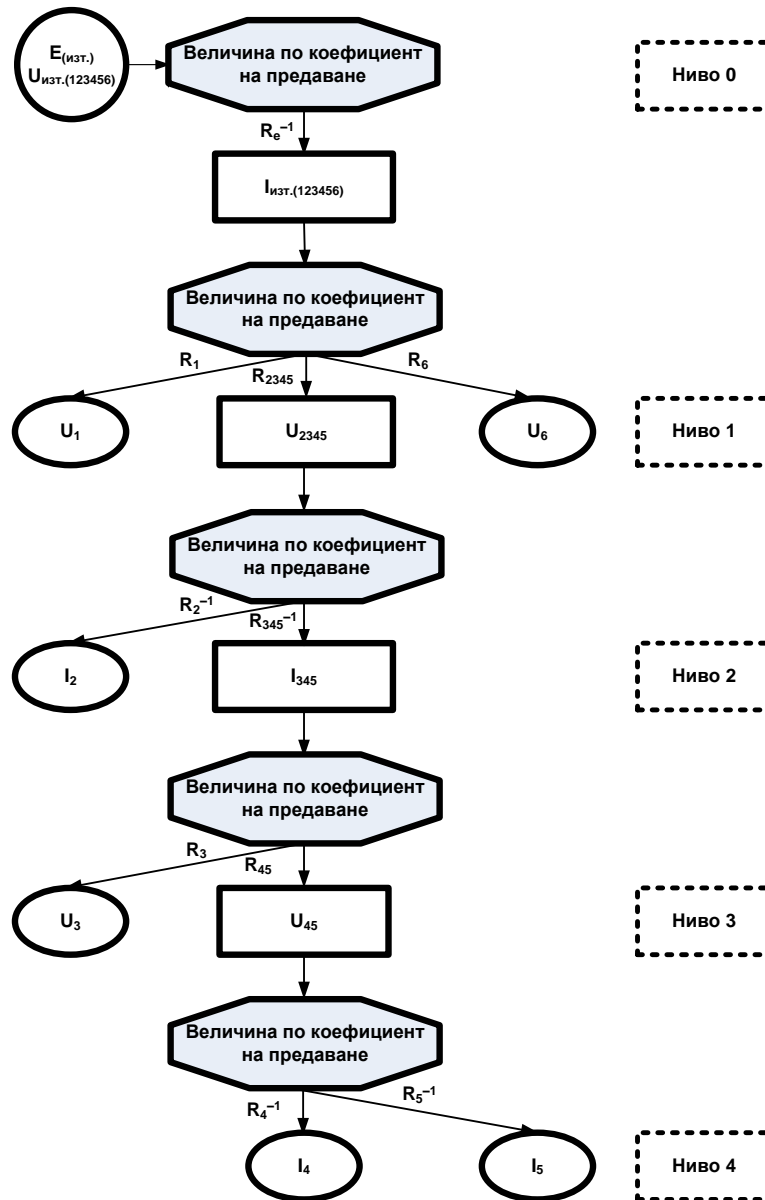 E(изт.)
Uизт.(123456)
Величина по коефициент
на предаване
Ниво 0
Re⁻¹
Iизт.(123456)
Величина по коефициент
на предаване
R₁
R₂₃₄₅
R₆
U₁
U₂₃₄₅
U₆
Ниво 1
Величина по коефициент
на предаване
R₂⁻¹
R₃₄₅⁻¹
I₂
I₃₄₅
Ниво 2
Величина по коефициент
на предаване
R₃
R₄₅
U₃
U₄₅
Ниво 3
Величина по коефициент
на предаване
R₄⁻¹
R₅⁻¹
I₄
I₅
Ниво 4